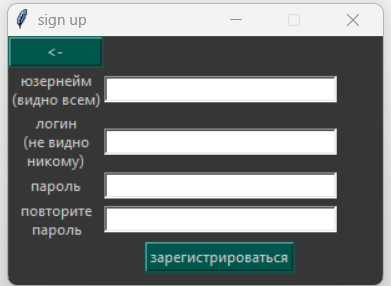 sign up
<-
юзернейм
(видно всем)
логин
(не видно
никому)
пароль
повторите
пароль
зарегистрироваться